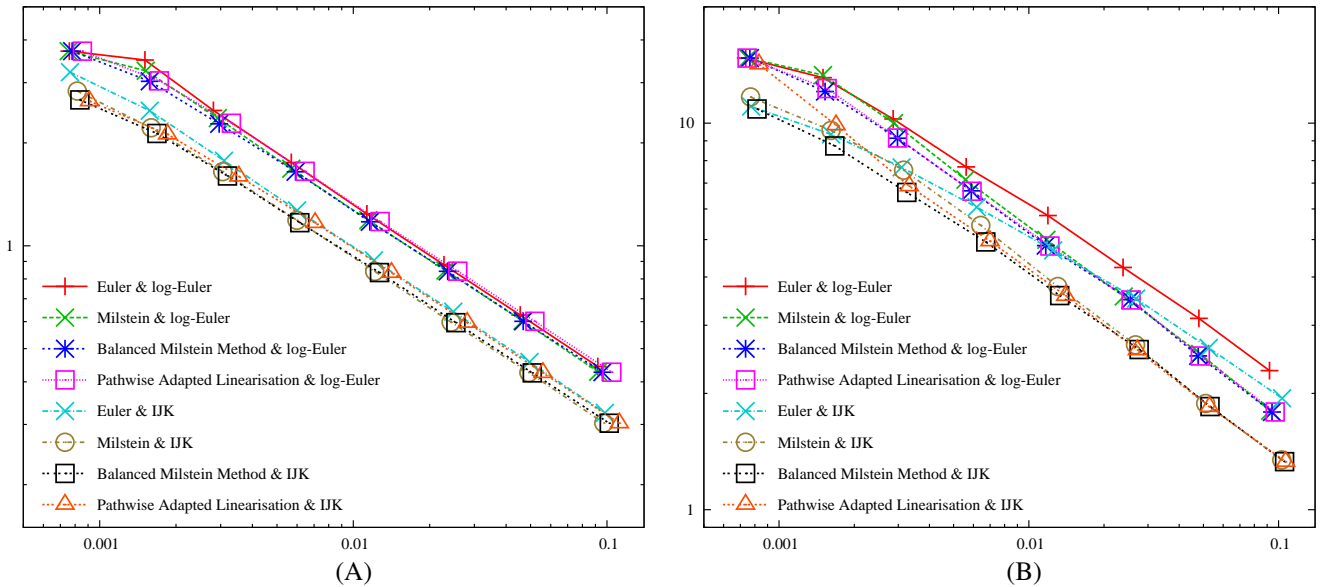 1
Euler & log-Euler
Milstein & log-Euler
Balanced Milstein Method & log-Euler
Pathwise Adapted Linearisation & log-Euler
Euler & IJK
Milstein & IJK
Balanced Milstein Method & IJK
Pathwise Adapted Linearisation & IJK
0.001 0.01 0.1
(A)
10
Euler & log-Euler
Milstein & log-Euler
Balanced Milstein Method & log-Euler
Pathwise Adapted Linearisation & log-Euler
Euler & IJK
Milstein & IJK
Balanced Milstein Method & IJK
Pathwise Adapted Linearisation & IJK
1
0.001 0.01 0.1
(B)